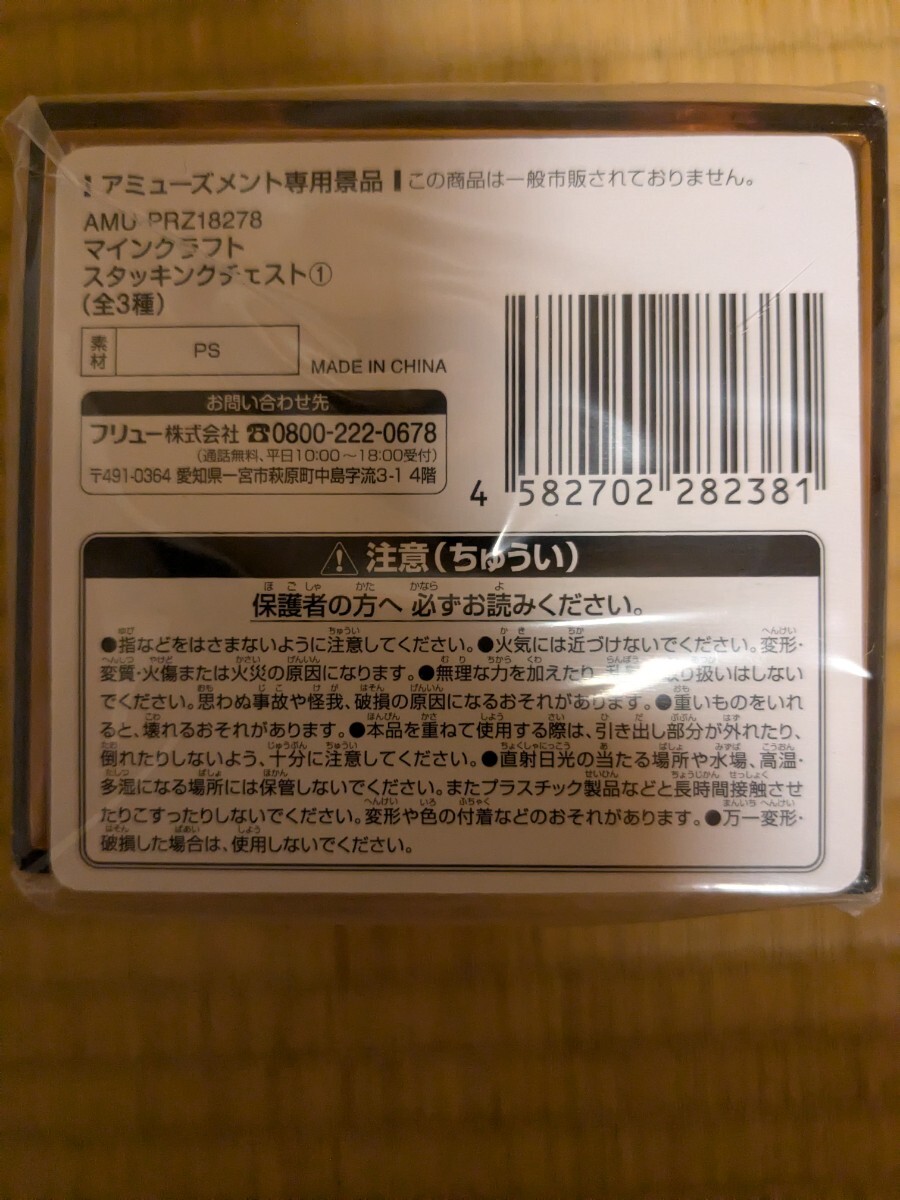 アミューズメント専用景品 この商品は一般市販されておりません。
AMU-PRZ18278
マインクラフト
スタッキングチェスト①
(全3種)
素材 PS
MADE IN CHINA
お問い合わせ先
フリュー株式会社 ☎0800-222-0678
(通話無料、平日10:00〜18:00受付)
〒491-0364 愛知県一宮市萩原町中島字流3-1 4階
4 582702 282381
⚠ 注意(ちゅうい)
保護者の方へ 必ずお読みください。
●指などをはさまないように注意してください。●火気には近づけないでください。変形・
変質・火傷または火災の原因になります。●無理な力を加えたり、取り扱いはしない
でください。思わぬ事故や怪我、破損の原因になるおそれがあります。●重いものをいれ
ると、壊れるおそれがあります。●本品を重ねて使用する際は、引き出し部分が外れたり、
倒れたりしないよう、十分に注意してください。●直射日光の当たる場所や水場、高温・
多湿になる場所には保管しないでください。またプラスチック製品などと長時間接触させ
たりこすったりしないでください。変形や色の付着などのおそれがあります。●万一変形・
破損した場合は、使用しないでください。